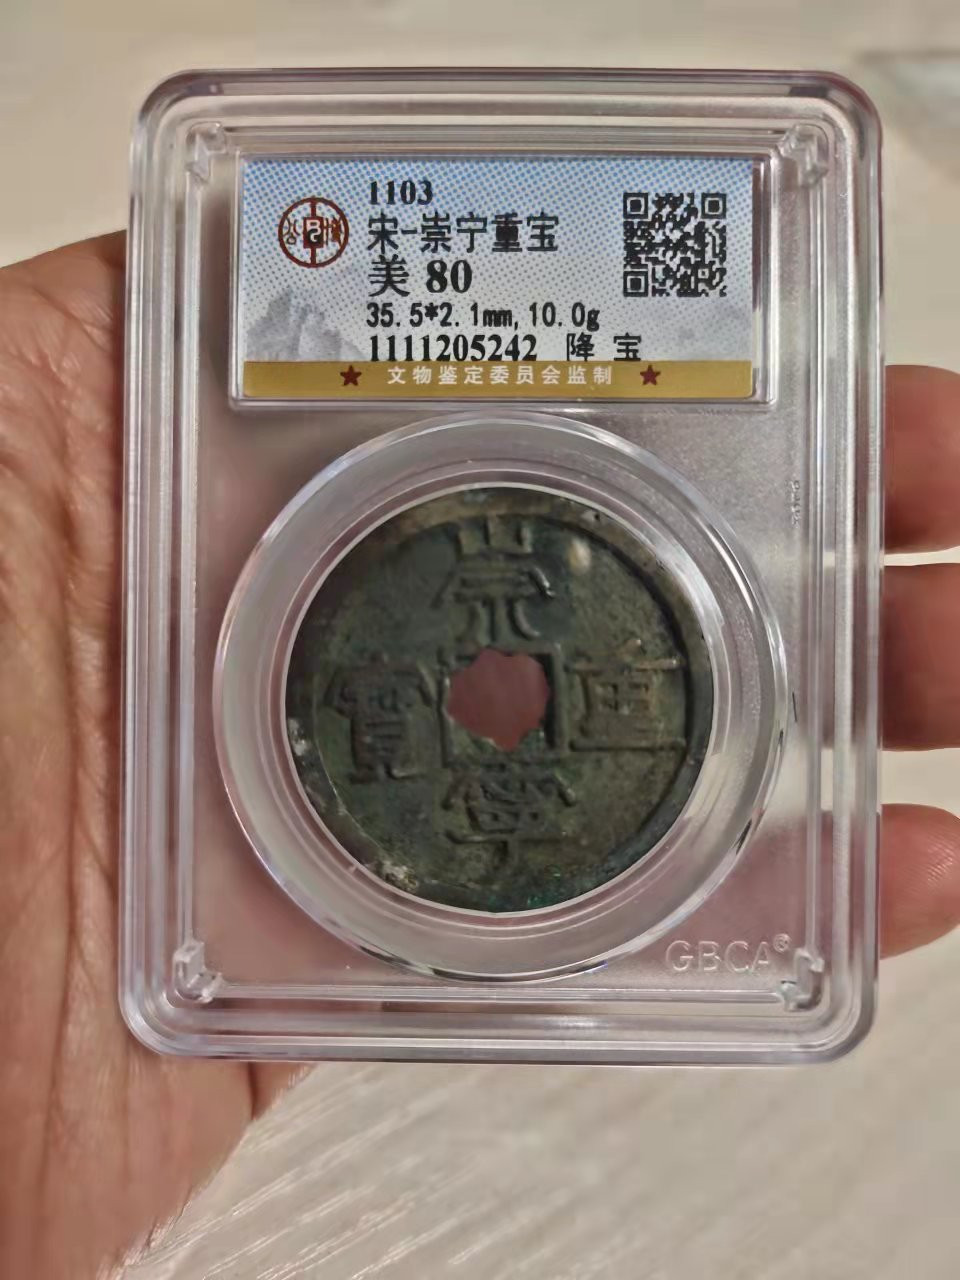 1103
宋-崇宁重宝
美 80
35.5*2.1mm,10.0g
1111205242 降 宝
★ 文物鉴定委员会监制 ★
崇
寶 重
寧
GBCA®